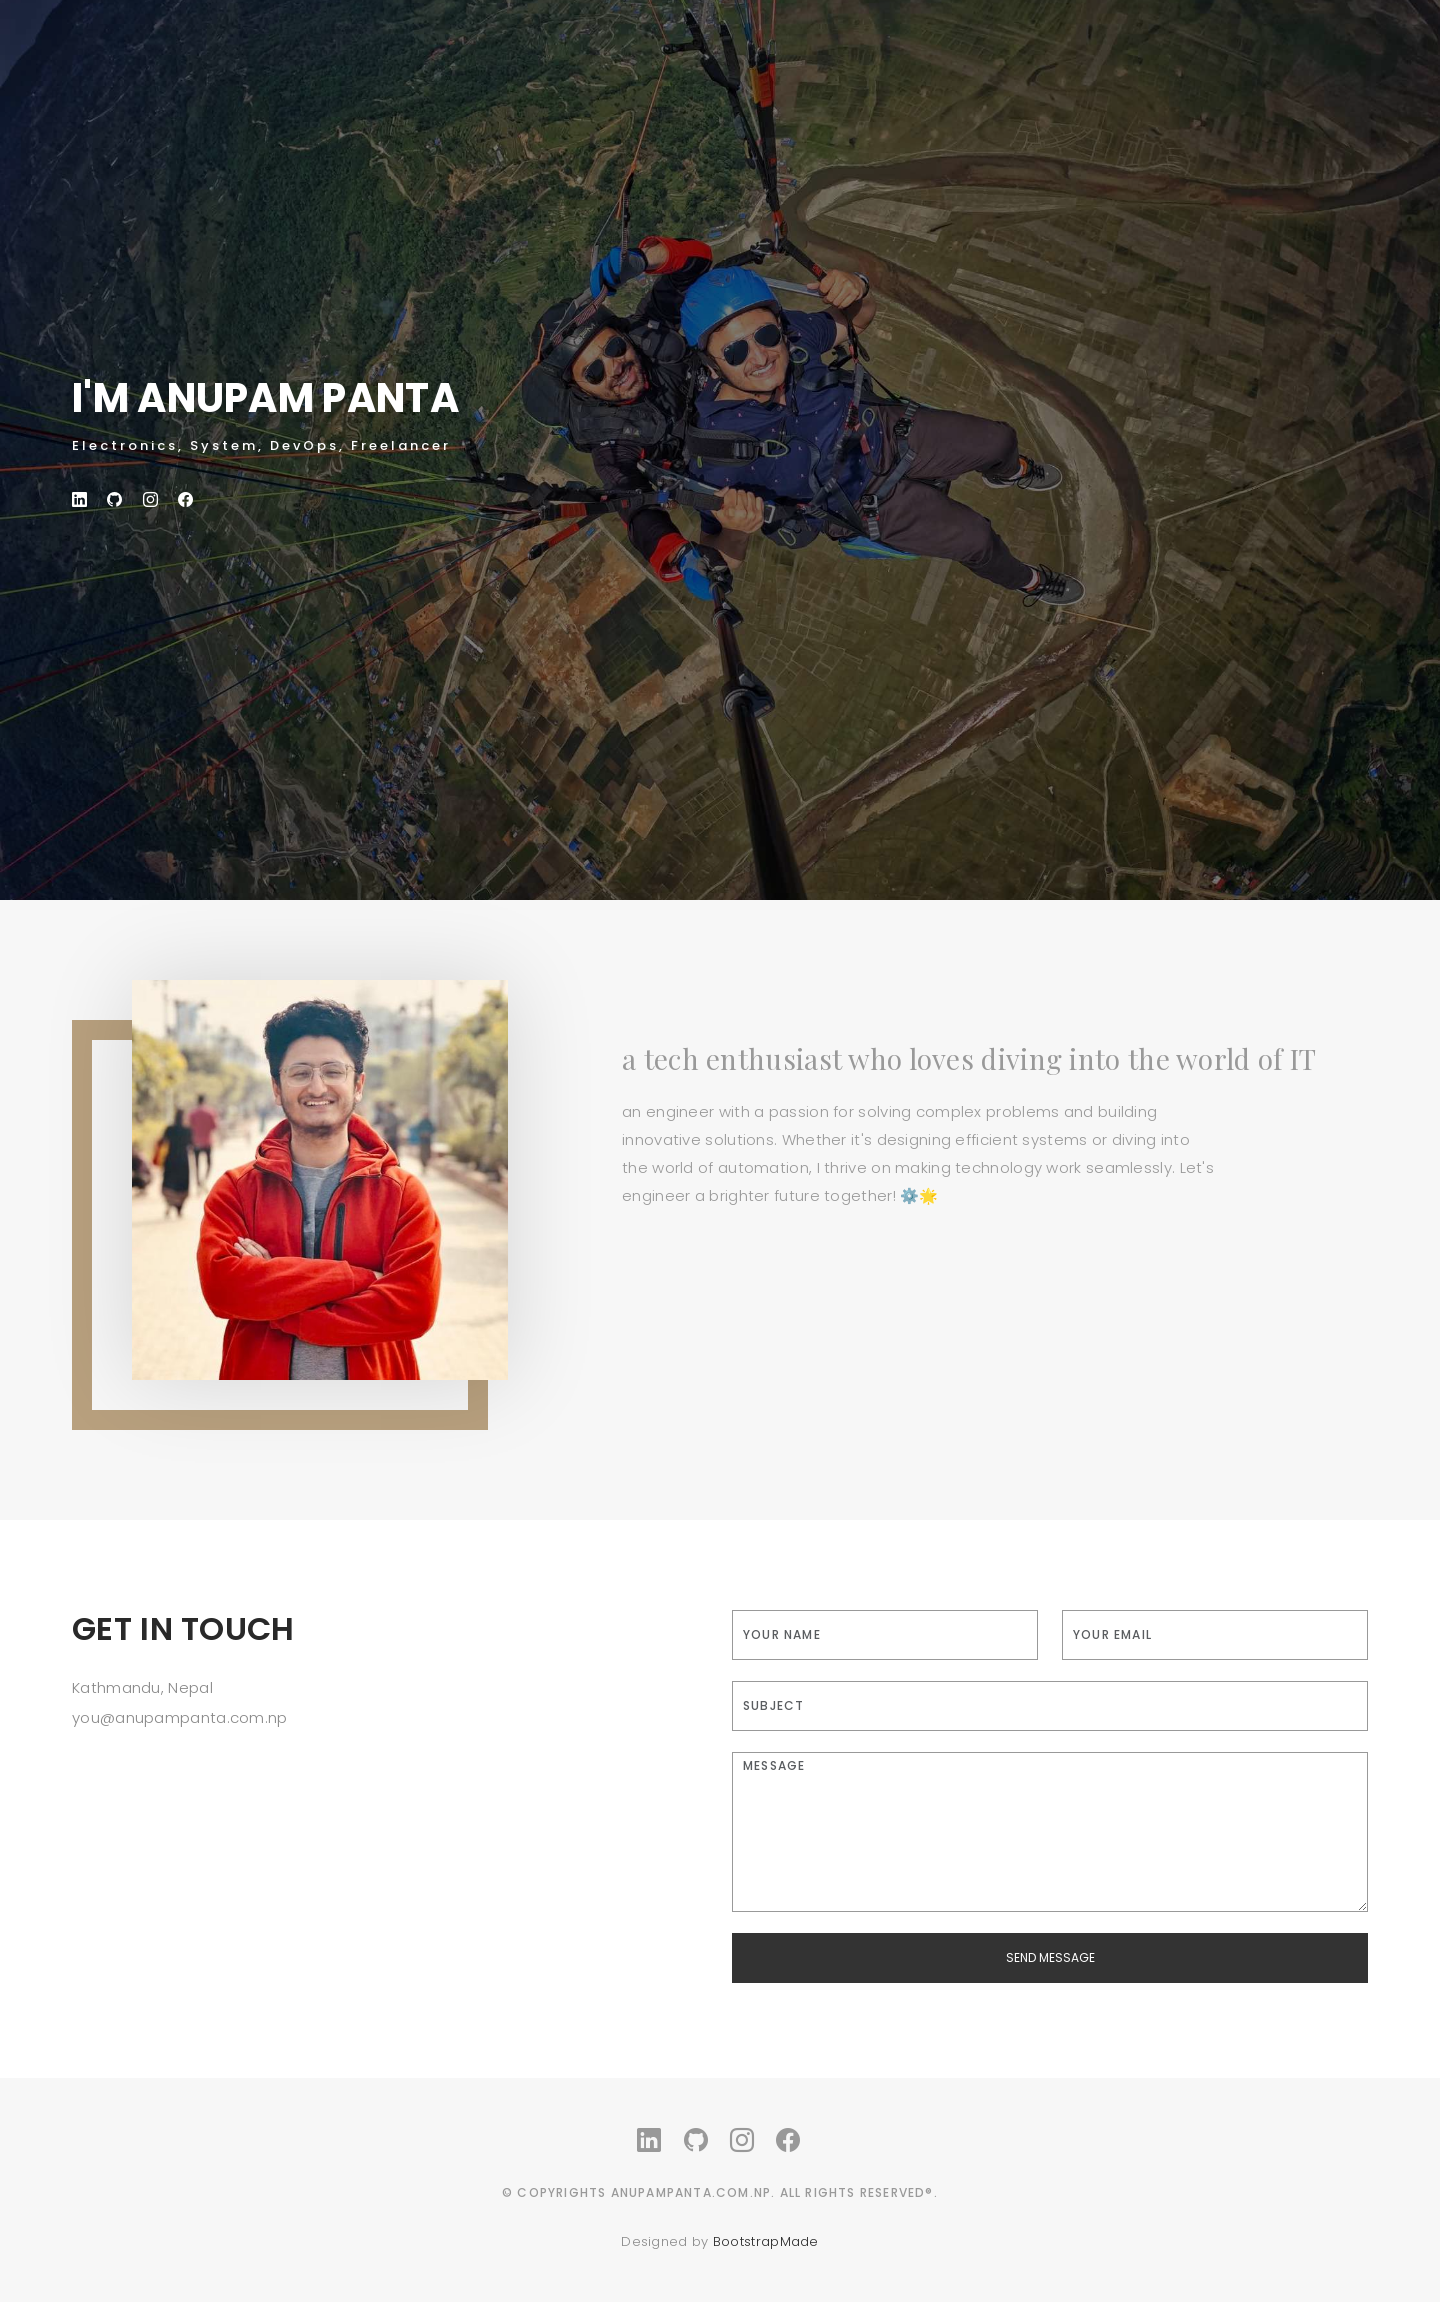 I'M ANUPAM PANTA
Electronics, System, DevOps, Freelancer
a tech enthusiast who loves diving into the world of IT
an engineer with a passion for solving complex problems and building
innovative solutions. Whether it's designing efficient systems or diving into
the world of automation, I thrive on making technology work seamlessly. Let's
engineer a brighter future together! ⚙️🌟
GET IN TOUCH
Kathmandu, Nepal
you@anupampanta.com.np
YOUR NAME
YOUR EMAIL
SUBJECT
MESSAGE
SEND MESSAGE
© COPYRIGHTS ANUPAMPANTA.COM.NP. ALL RIGHTS RESERVED®.
Designed by BootstrapMade